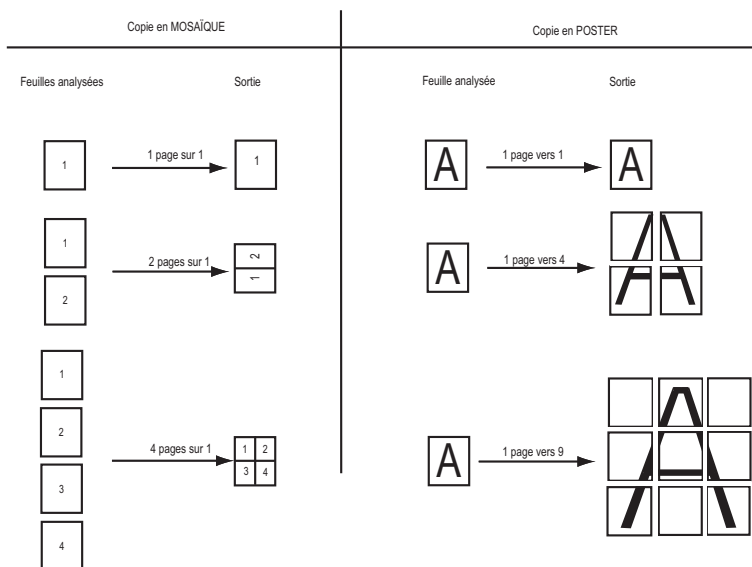 Copie en MOSAÏQUE
Feuilles analysées Sortie
1 1 page sur 1 1
1
2 2 pages sur 1 2
1
1
2
3
4 4 pages sur 1 1 2
3 4
Copie en POSTER
Feuille analysée Sortie
A 1 page vers 1 A
A 1 page vers 4 A
A 1 page vers 9 A